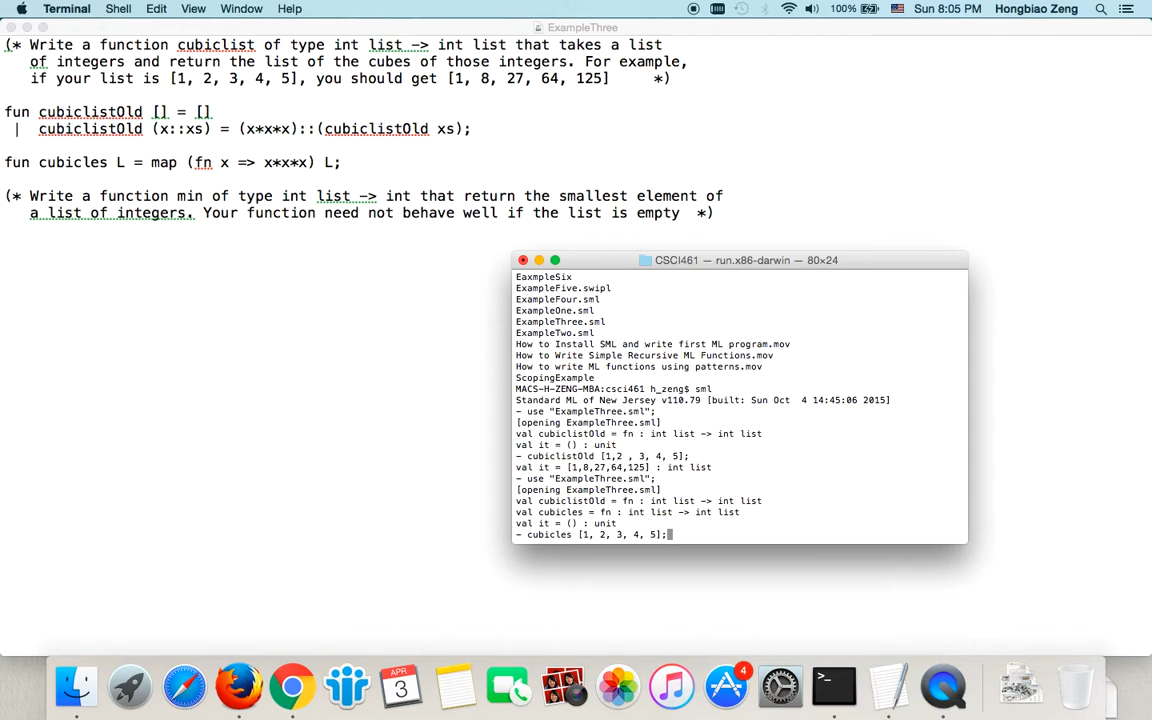 Terminal Shell Edit View Window Help 100% Sun 8:05 PM Hongbiao Zeng
ExampleThree
(* Write a function cubiclist of type int list -> int list that takes a list
of integers and return the list of the cubes of those integers. For example,
if your list is [1, 2, 3, 4, 5], you should get [1, 8, 27, 64, 125] *)
fun cubiclistOld [] = []
| cubiclistOld (x::xs) = (x*x*x)::(cubiclistOld xs);
fun cubicles L = map (fn x => x*x*x) L;
(* Write a function min of type int list -> int that return the smallest element of
a list of integers. Your function need not behave well if the list is empty *)
CSCI461 — run.x86-darwin — 80×24
EaxmpleSix
ExampleFive.swipl
ExampleFour.sml
ExampleOne.sml
ExampleThree.sml
ExampleTwo.sml
How to Install SML and write first ML program.mov
How to Write Simple Recursive ML Functions.mov
How to write ML functions using patterns.mov
ScopingExample
MACS-H-ZENG-MBA:csci461 h_zeng$ sml
Standard ML of New Jersey v110.79 [built: Sun Oct 4 14:45:06 2015]
- use "ExampleThree.sml";
[opening ExampleThree.sml]
val cubiclistOld = fn : int list -> int list
val it = () : unit
- cubiclistOld [1,2 , 3, 4, 5];
val it = [1,8,27,64,125] : int list
- use "ExampleThree.sml";
[opening ExampleThree.sml]
val cubiclistOld = fn : int list -> int list
val cubicles = fn : int list -> int list
val it = () : unit
- cubicles [1, 2, 3, 4, 5];
APR
3
4
>_